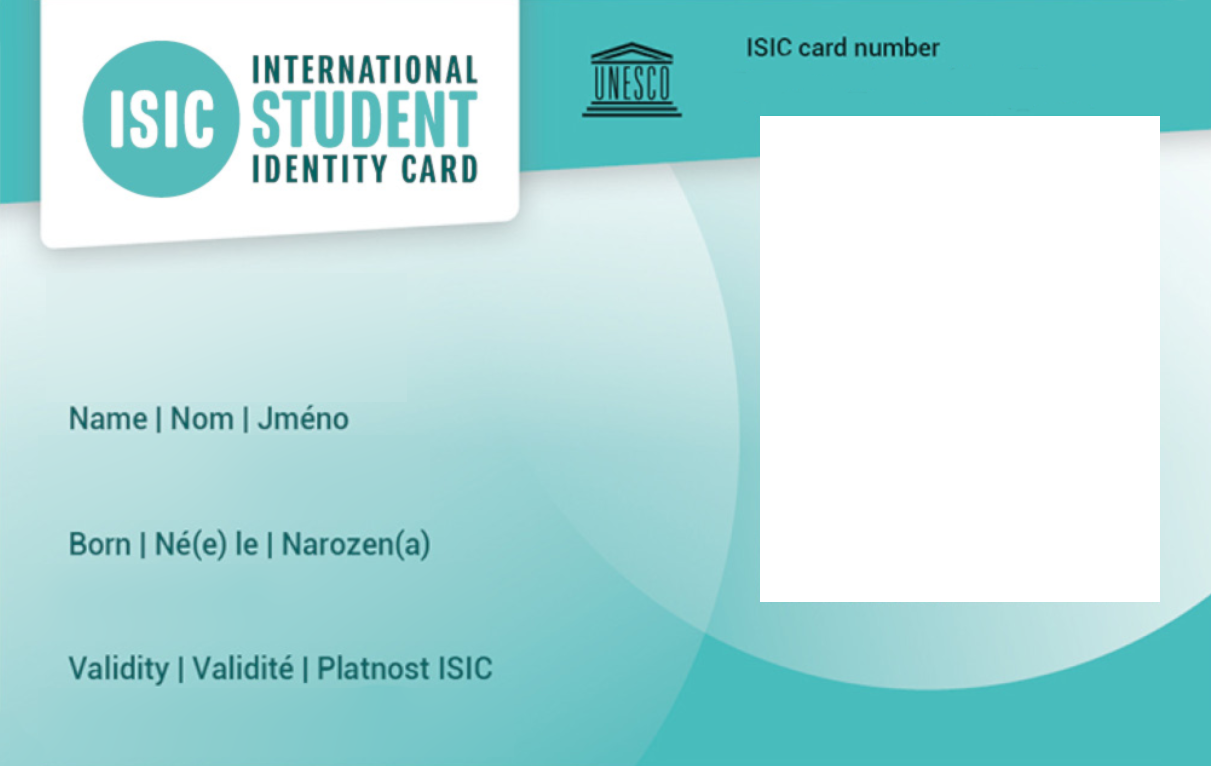 ISIC
INTERNATIONAL
STUDENT
IDENTITY CARD
UNESCO
ISIC card number
Name | Nom | Jméno
Born | Né(e) le | Narozen(a)
Validity | Validité | Platnost ISIC